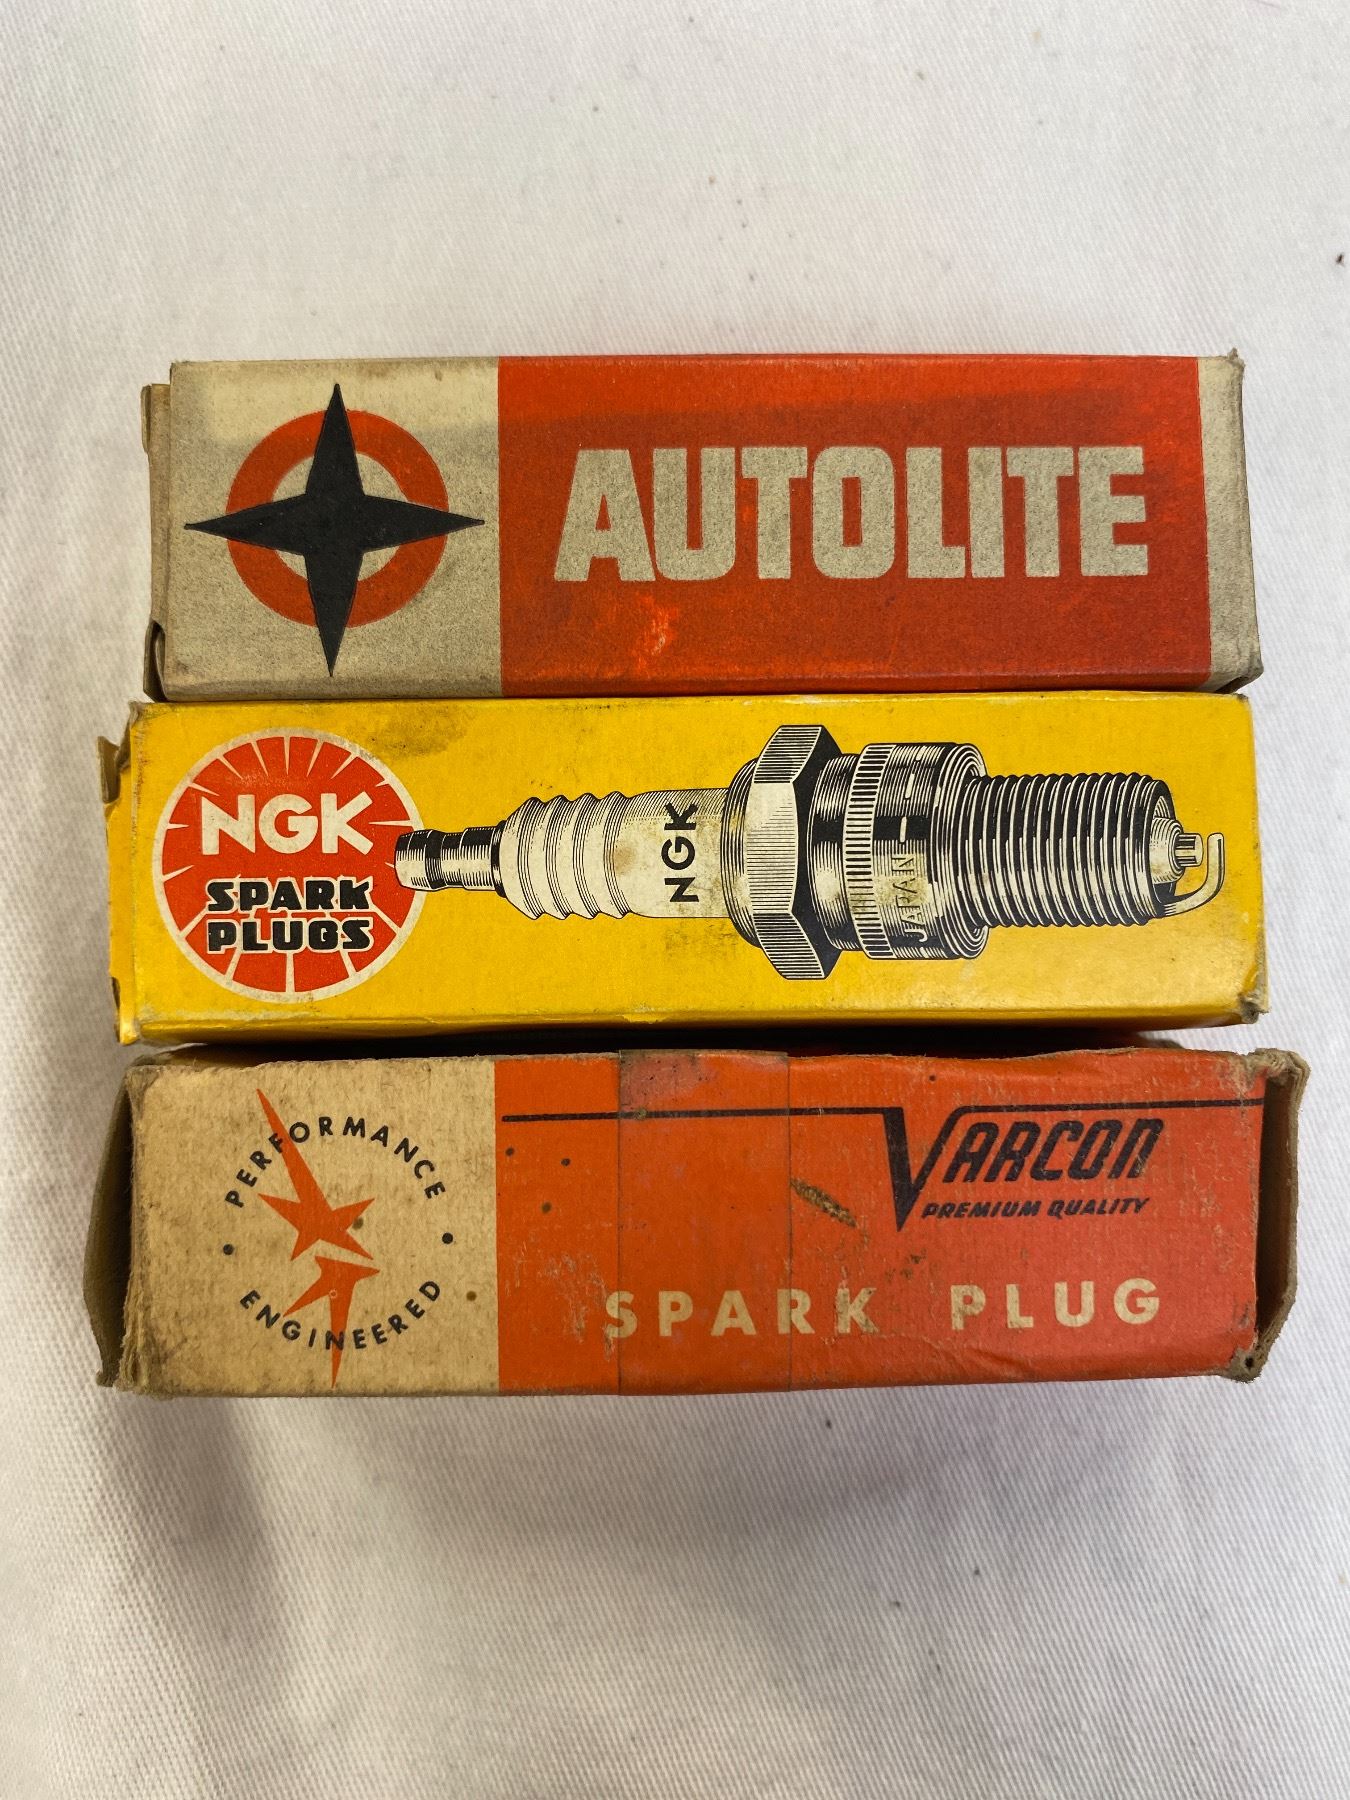 AUTOLITE
NGK
SPARK
PLUGS
NGK
JAPAN
PERFORMANCE
ENGINEERED
VARCON
PREMIUM QUALITY
SPARK PLUG